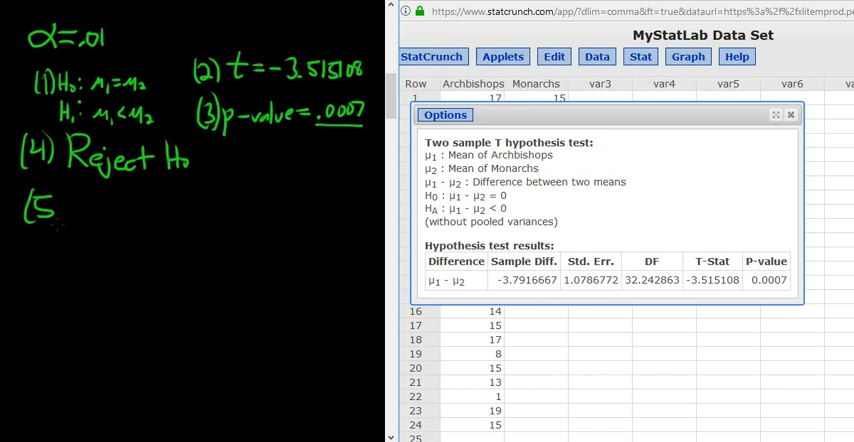 α=.01
(1) H₀: μ₁=μ₂
H₁: μ₁<μ₂
(2) t=-3.515108
(3) p-value=.0007
(4) Reject H₀
(5
https://www.statcrunch.com/app/?dlim=comma&ft=true&dataurl=https%3a%2f%2fxlitemprod.pe
MyStatLab Data Set
StatCrunch Applets Edit Data Stat Graph Help
Row Archbishops Monarchs var3 var4 var5 var6 va
1 17 15
Options
Two sample T hypothesis test:
μ1 : Mean of Archbishops
μ2 : Mean of Monarchs
μ1 - μ2 : Difference between two means
H0 : μ1 - μ2 = 0
HA : μ1 - μ2 < 0
(without pooled variances)
Hypothesis test results:
Difference Sample Diff. Std. Err. DF T-Stat P-value
μ1 - μ2 -3.7916667 1.0786772 32.242863 -3.515108 0.0007
16 14
17 15
18 17
19 8
20 15
21 13
22 1
23 19
24 15
25